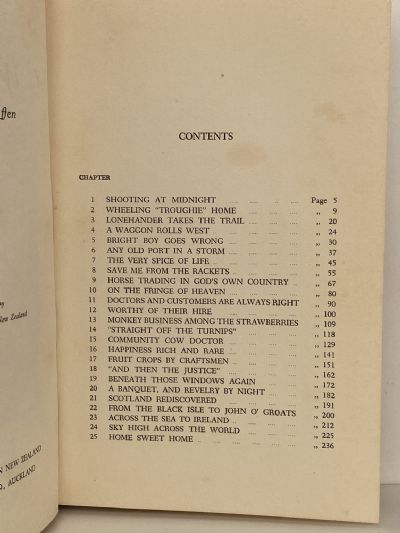 ffen
New Zealand
N NEW ZEALAND
AUCKLAND
CONTENTS
CHAPTER
1 SHOOTING AT MIDNIGHT .... .... .... Page 5
2 WHEELING "TROUGHIE" HOME .... .... .... „ 9
3 LONEHANDER TAKES THE TRAIL .... .... .... „ 20
4 A WAGGON ROLLS WEST .... .... .... „ 24
5 BRIGHT BOY GOES WRONG .... .... .... „ 30
6 ANY OLD PORT IN A STORM .... .... .... „ 37
7 THE VERY SPICE OF LIFE .... .... .... „ 45
8 SAVE ME FROM THE RACKETS .... .... .... „ 55
9 HORSE TRADING IN GOD'S OWN COUNTRY .... „ 67
10 ON THE FRINGE OF HEAVEN .... .... .... „ 80
11 DOCTORS AND CUSTOMERS ARE ALWAYS RIGHT „ 90
12 WORTHY OF THEIR HIRE .... .... .... „ 100
13 MONKEY BUSINESS AMONG THE STRAWBERRIES „ 109
14 "STRAIGHT OFF THE TURNIPS" .... .... .... „ 118
15 COMMUNITY COW DOCTOR .... .... .... „ 129
16 HAPPINESS RICH AND RARE .... .... .... „ 141
17 FRUIT CROPS BY CRAFTSMEN .... .... .... „ 151
18 "AND THEN THE JUSTICE" .... .... .... „ 162
19 BENEATH THOSE WINDOWS AGAIN .... .... „ 172
20 A BANQUET, AND REVELRY BY NIGHT .... .... „ 182
21 SCOTLAND REDISCOVERED .... .... .... „ 191
22 FROM THE BLACK ISLE TO JOHN O' GROATS .... „ 200
23 ACROSS THE SEA TO IRELAND .... .... .... „ 212
24 SKY HIGH ACROSS THE WORLD .... .... .... „ 225
25 HOME SWEET HOME .... .... .... .... „ 236